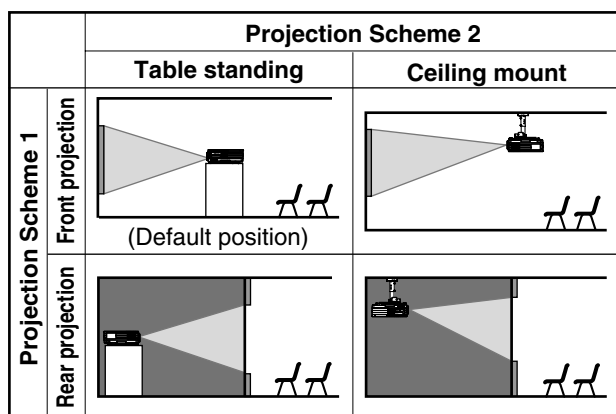 Projection Scheme 2
Table standing
Ceiling mount
Projection Scheme 1
Front projection
(Default position)
Rear projection